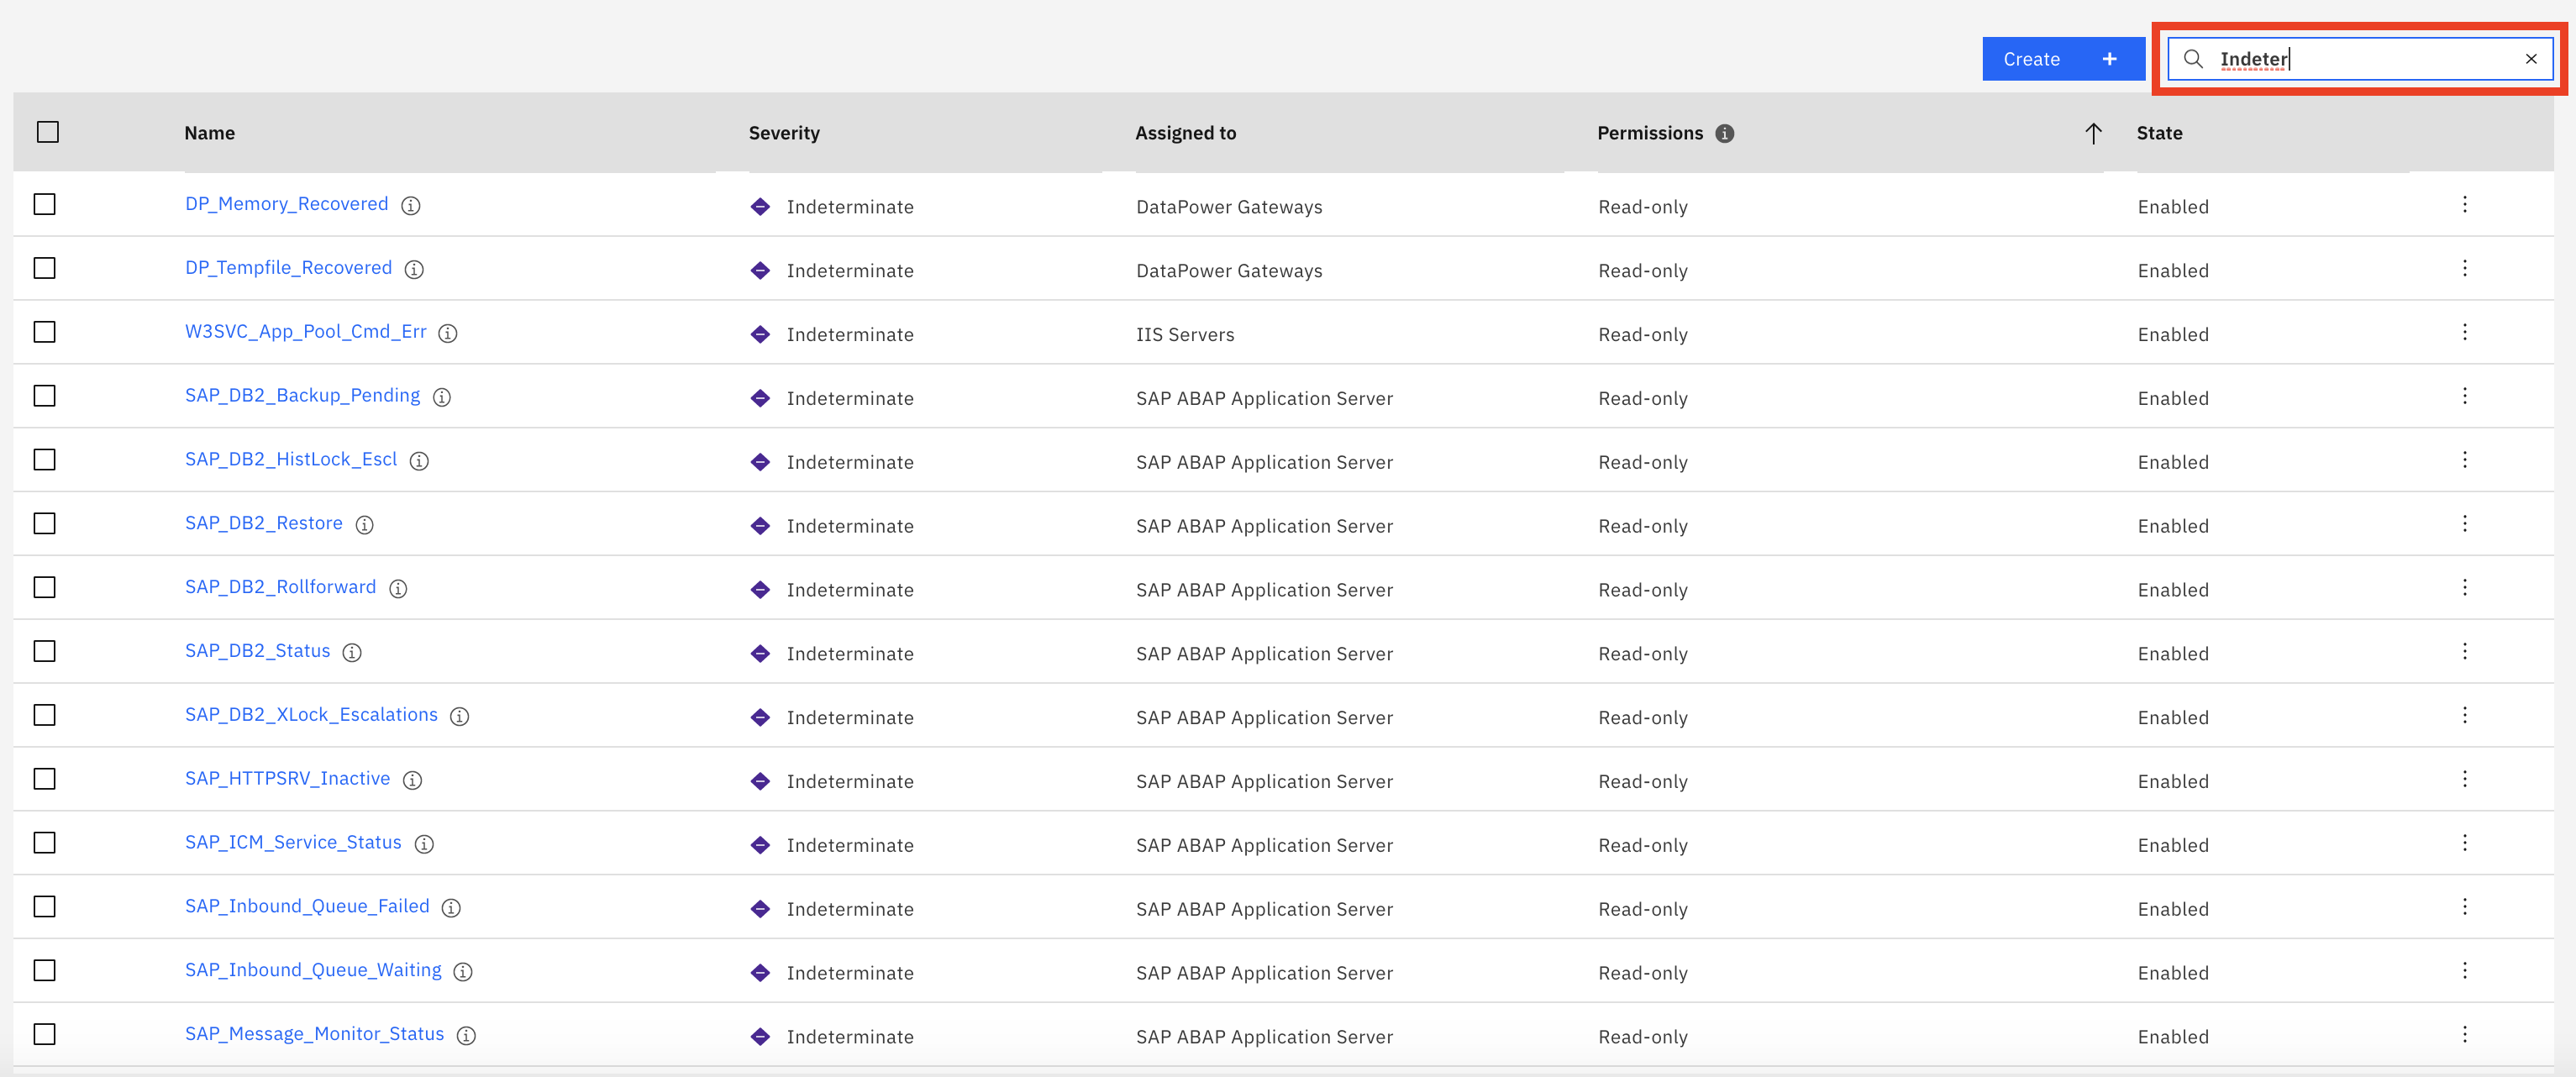 Create + Indeter
Name Severity Assigned to Permissions State
DP_Memory_Recovered Indeterminate DataPower Gateways Read-only Enabled
DP_Tempfile_Recovered Indeterminate DataPower Gateways Read-only Enabled
W3SVC_App_Pool_Cmd_Err Indeterminate IIS Servers Read-only Enabled
SAP_DB2_Backup_Pending Indeterminate SAP ABAP Application Server Read-only Enabled
SAP_DB2_HistLock_Escl Indeterminate SAP ABAP Application Server Read-only Enabled
SAP_DB2_Restore Indeterminate SAP ABAP Application Server Read-only Enabled
SAP_DB2_Rollforward Indeterminate SAP ABAP Application Server Read-only Enabled
SAP_DB2_Status Indeterminate SAP ABAP Application Server Read-only Enabled
SAP_DB2_XLock_Escalations Indeterminate SAP ABAP Application Server Read-only Enabled
SAP_HTTPSRV_Inactive Indeterminate SAP ABAP Application Server Read-only Enabled
SAP_ICM_Service_Status Indeterminate SAP ABAP Application Server Read-only Enabled
SAP_Inbound_Queue_Failed Indeterminate SAP ABAP Application Server Read-only Enabled
SAP_Inbound_Queue_Waiting Indeterminate SAP ABAP Application Server Read-only Enabled
SAP_Message_Monitor_Status Indeterminate SAP ABAP Application Server Read-only Enabled